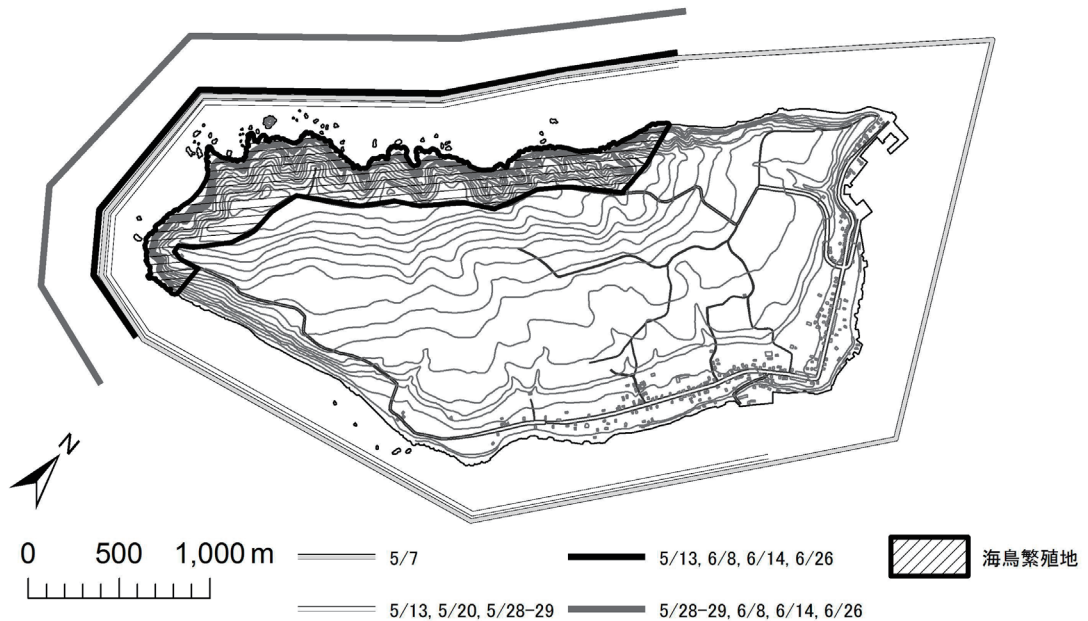 N
0 500 1,000 m
5/7
5/13, 6/8, 6/14, 6/26
海鳥繁殖地
5/13, 5/20, 5/28-29
5/28-29, 6/8, 6/14, 6/26